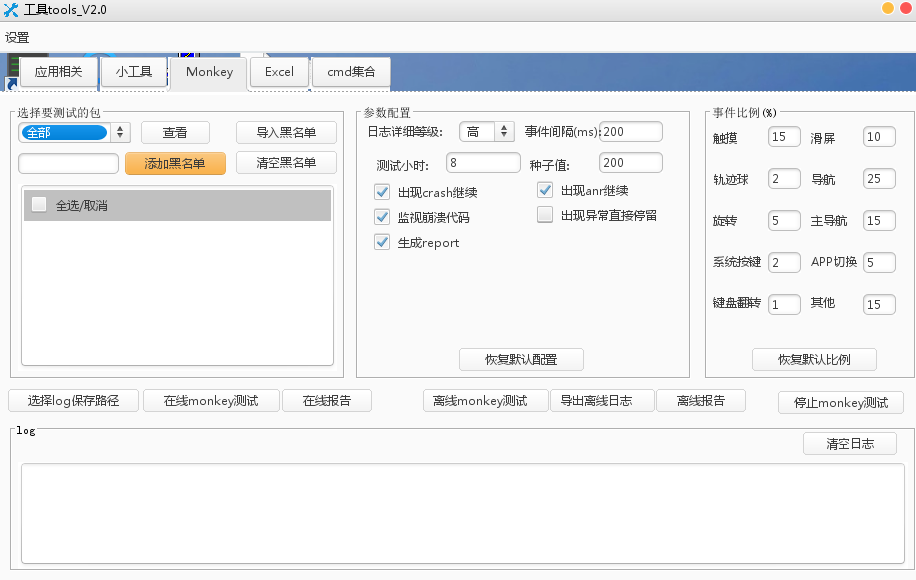 工具tools_V2.0
设置
应用相关 小工具 Monkey Excel cmd集合
选择要测试的包
全部 查看 导入黑名单
添加黑名单 清空黑名单
全选/取消
参数配置
日志详细等级: 高 事件间隔(ms): 200
测试小时: 8 种子值: 200
出现crash继续 出现anr继续
监视崩溃代码 出现异常直接停留
生成report
恢复默认配置
事件比例(%)
触摸 15 滑屏 10
轨迹球 2 导航 25
旋转 5 主导航 15
系统按键 2 APP切换 5
键盘翻转 1 其他 15
恢复默认比例
选择log保存路径 在线monkey测试 在线报告 离线monkey测试 导出离线日志 离线报告 停止monkey测试
log
清空日志